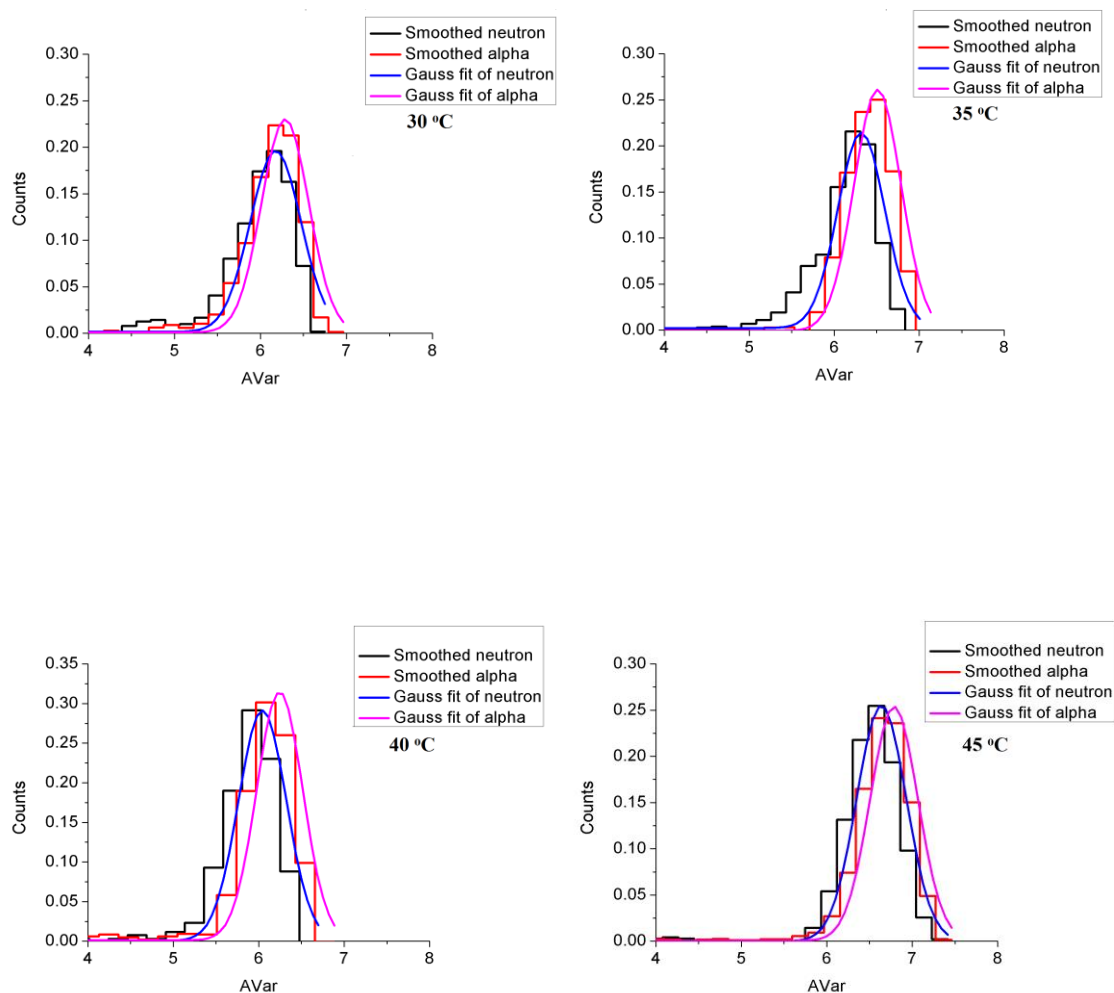 Smoothed neutron
Smoothed alpha
Gauss fit of neutron
Gauss fit of alpha
30 °C
0.30
0.25
0.20
0.15
0.10
0.05
0.00
Counts
4 5 6 7 8
AVar
Smoothed neutron
Smoothed alpha
Gauss fit of neutron
Gauss fit of alpha
35 °C
0.30
0.25
0.20
0.15
0.10
0.05
0.00
Counts
4 5 6 7 8
AVar
Smoothed neutron
Smoothed alpha
Gauss fit of neutron
Gauss fit of alpha
40 °C
0.35
0.30
0.25
0.20
0.15
0.10
0.05
0.00
Counts
4 5 6 7 8
AVar
Smoothed neutron
Smoothed alpha
Gauss fit of neutron
Gauss fit of alpha
45 °C
0.30
0.25
0.20
0.15
0.10
0.05
0.00
Counts
4 5 6 7 8
AVar